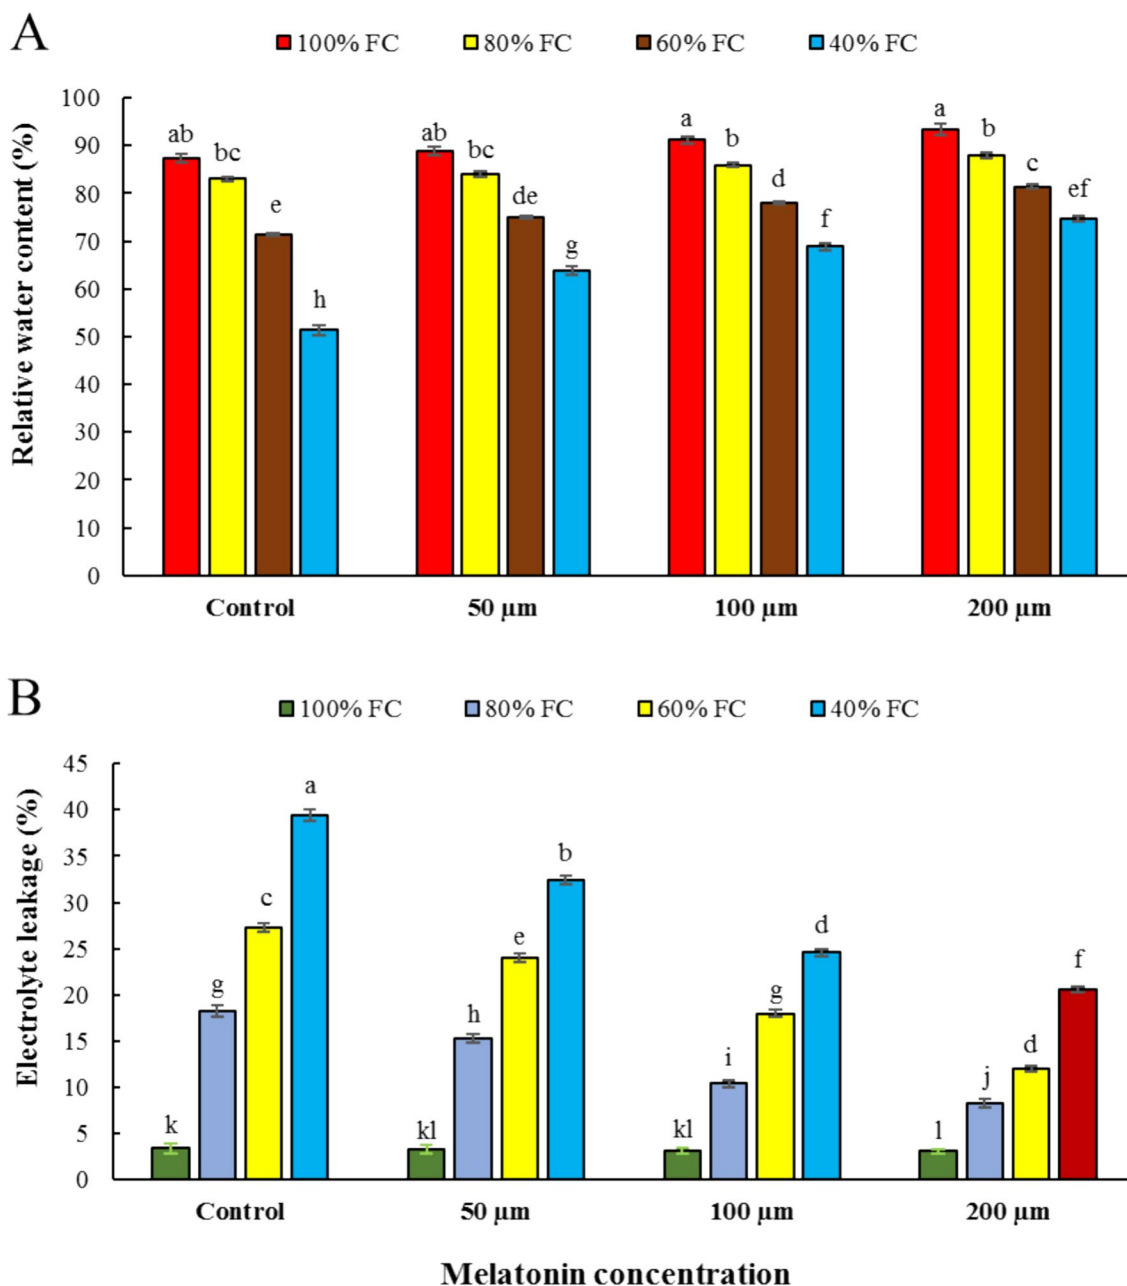 A
100% FC 80% FC 60% FC 40% FC
Relative water content (%)
100
90
80
70
60
50
40
30
20
10
0
ab bc e h ab bc de g a b d f a b c ef
Control 50 µm 100 µm 200 µm
B
100% FC 80% FC 60% FC 40% FC
Electrolyte leakage (%)
45
40
35
30
25
20
15
10
5
0
k g c a kl h e b kl i g d l j d f
Control 50 µm 100 µm 200 µm
Melatonin concentration